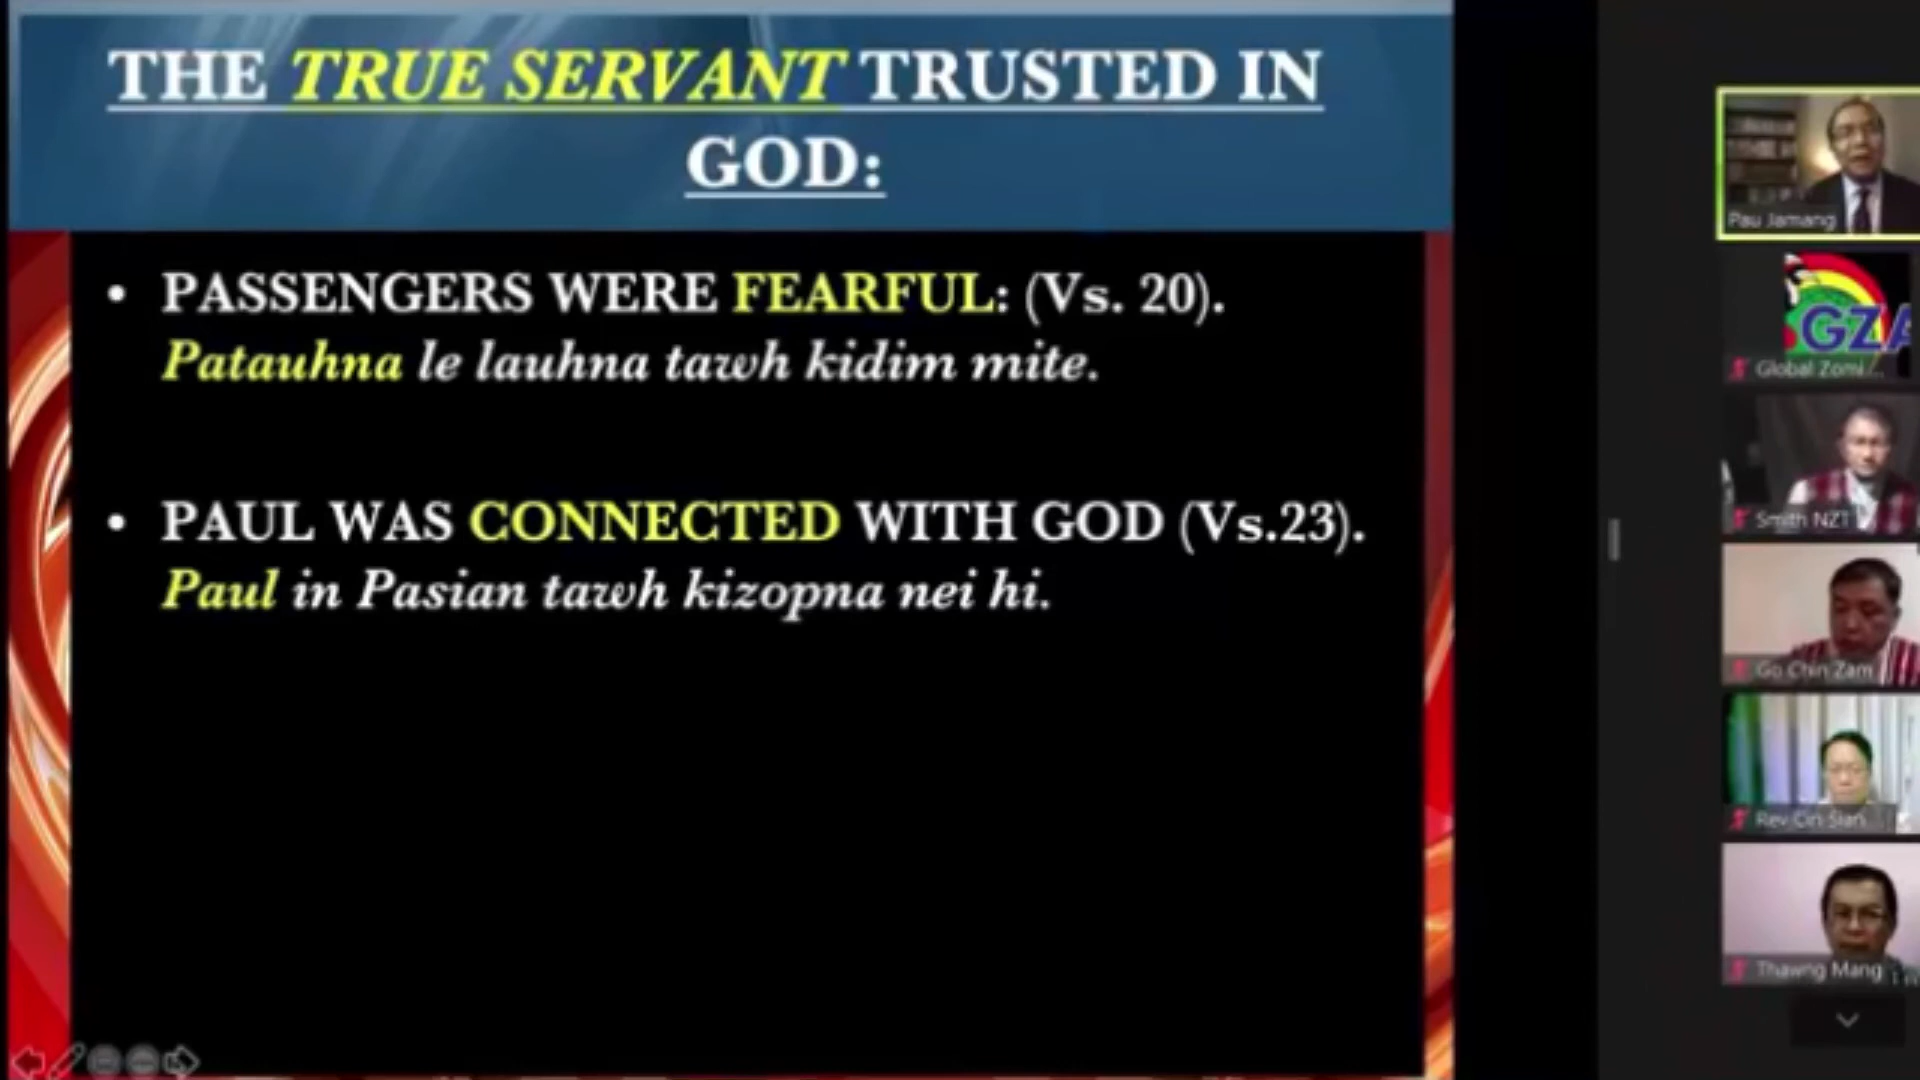 THE TRUE SERVANT TRUSTED IN
GOD:
• PASSENGERS WERE FEARFUL: (Vs. 20).
Patauhna le lauhna tawh kidim mite.
• PAUL WAS CONNECTED WITH GOD (Vs.23).
Paul in Pasian tawh kizopna nei hi.
Pau Jamang
GZA
Global Zomi ...
Smith NZT
Go Chin Zam
Rev Cin Sian...
Thawng Mang